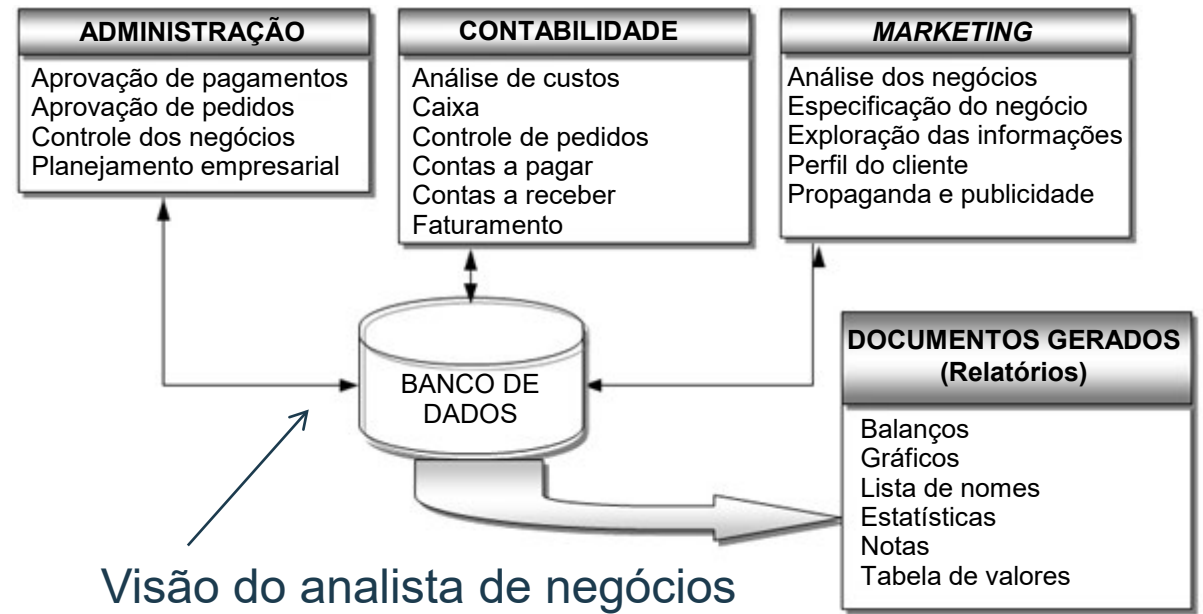 ADMINISTRAÇÃO
Aprovação de pagamentos
Aprovação de pedidos
Controle dos negócios
Planejamento empresarial
CONTABILIDADE
Análise de custos
Caixa
Controle de pedidos
Contas a pagar
Contas a receber
Faturamento
MARKETING
Análise dos negócios
Especificação do negócio
Exploração das informações
Perfil do cliente
Propaganda e publicidade
BANCO DE
DADOS
DOCUMENTOS GERADOS
(Relatórios)
Balanços
Gráficos
Lista de nomes
Estatísticas
Notas
Tabela de valores
Visão do analista de negócios